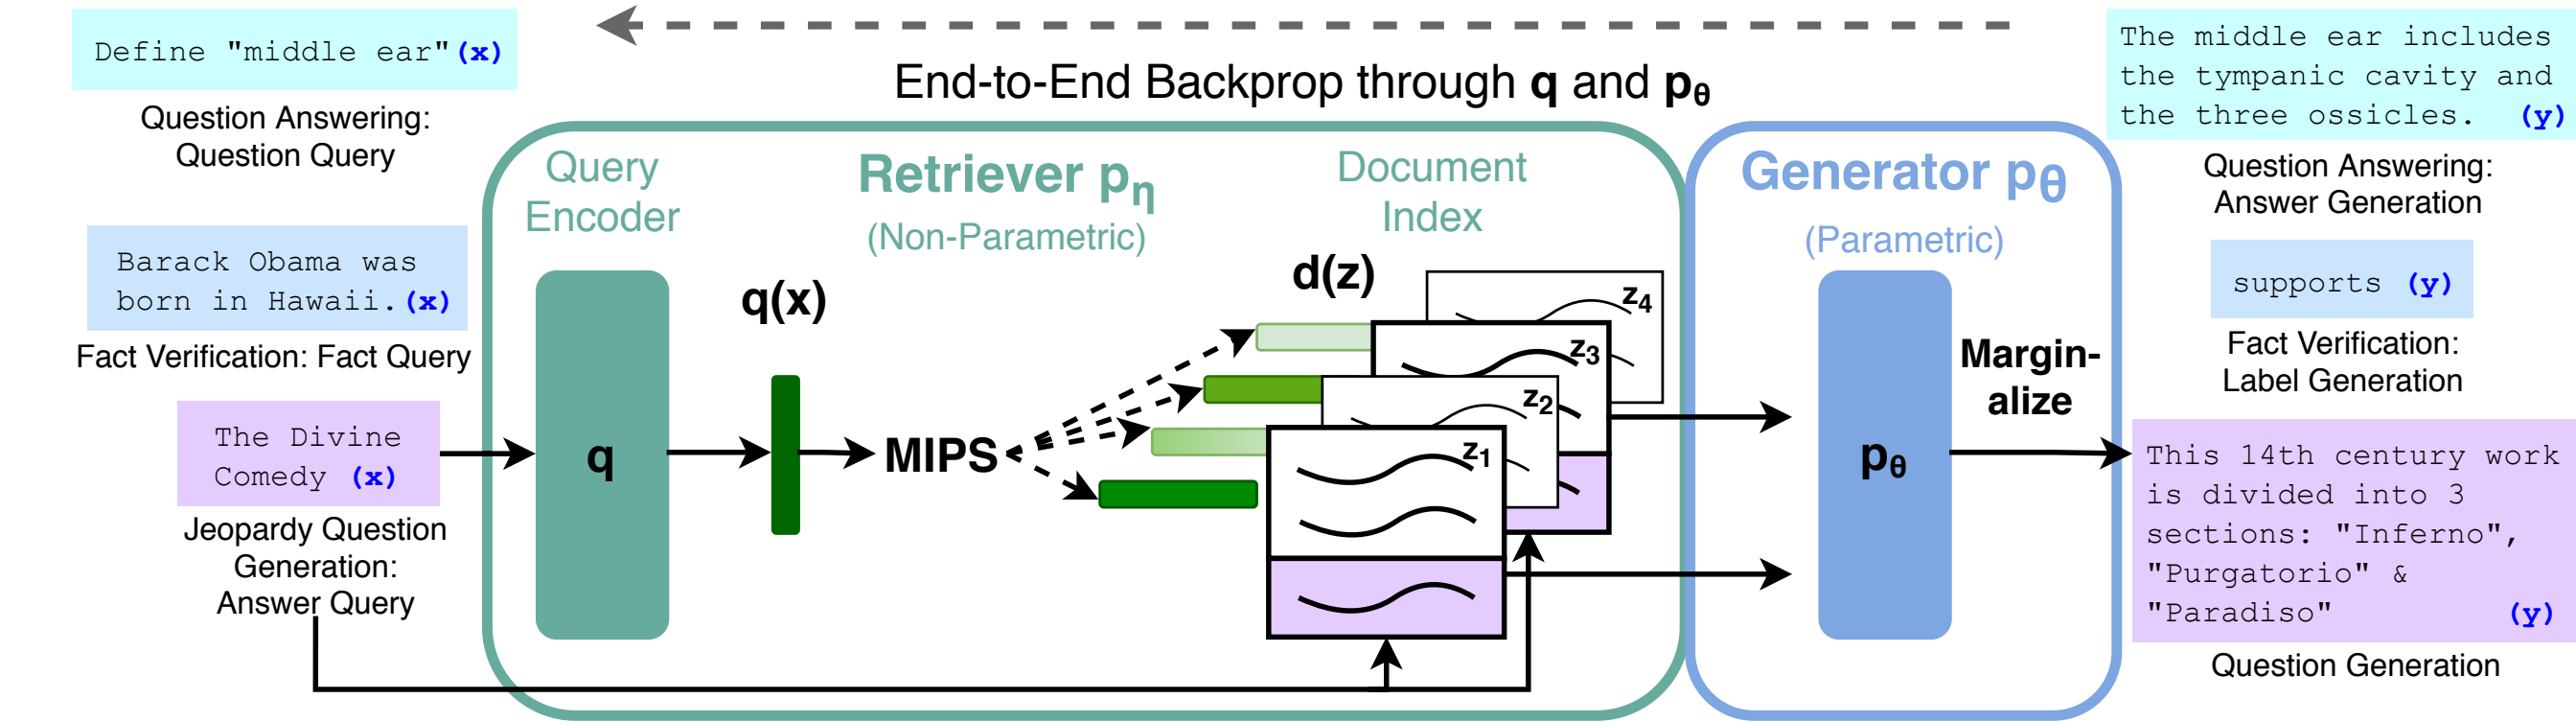 Define "middle ear"(x)
Question Answering:
Question Query
Barack Obama was
born in Hawaii.(x)
Fact Verification: Fact Query
The Divine
Comedy (x)
Jeopardy Question
Generation:
Answer Query
End-to-End Backprop through q and pθ
Query
Encoder
Retriever pη
(Non-Parametric)
Document
Index
q
q(x)
MIPS
d(z)
z4
z3
z2
z1
Generator pθ
(Parametric)
pθ
Margin-
alize
The middle ear includes
the tympanic cavity and
the three ossicles. (y)
Question Answering:
Answer Generation
supports (y)
Fact Verification:
Label Generation
This 14th century work
is divided into 3
sections: "Inferno",
"Purgatorio" &
"Paradiso" (y)
Question Generation